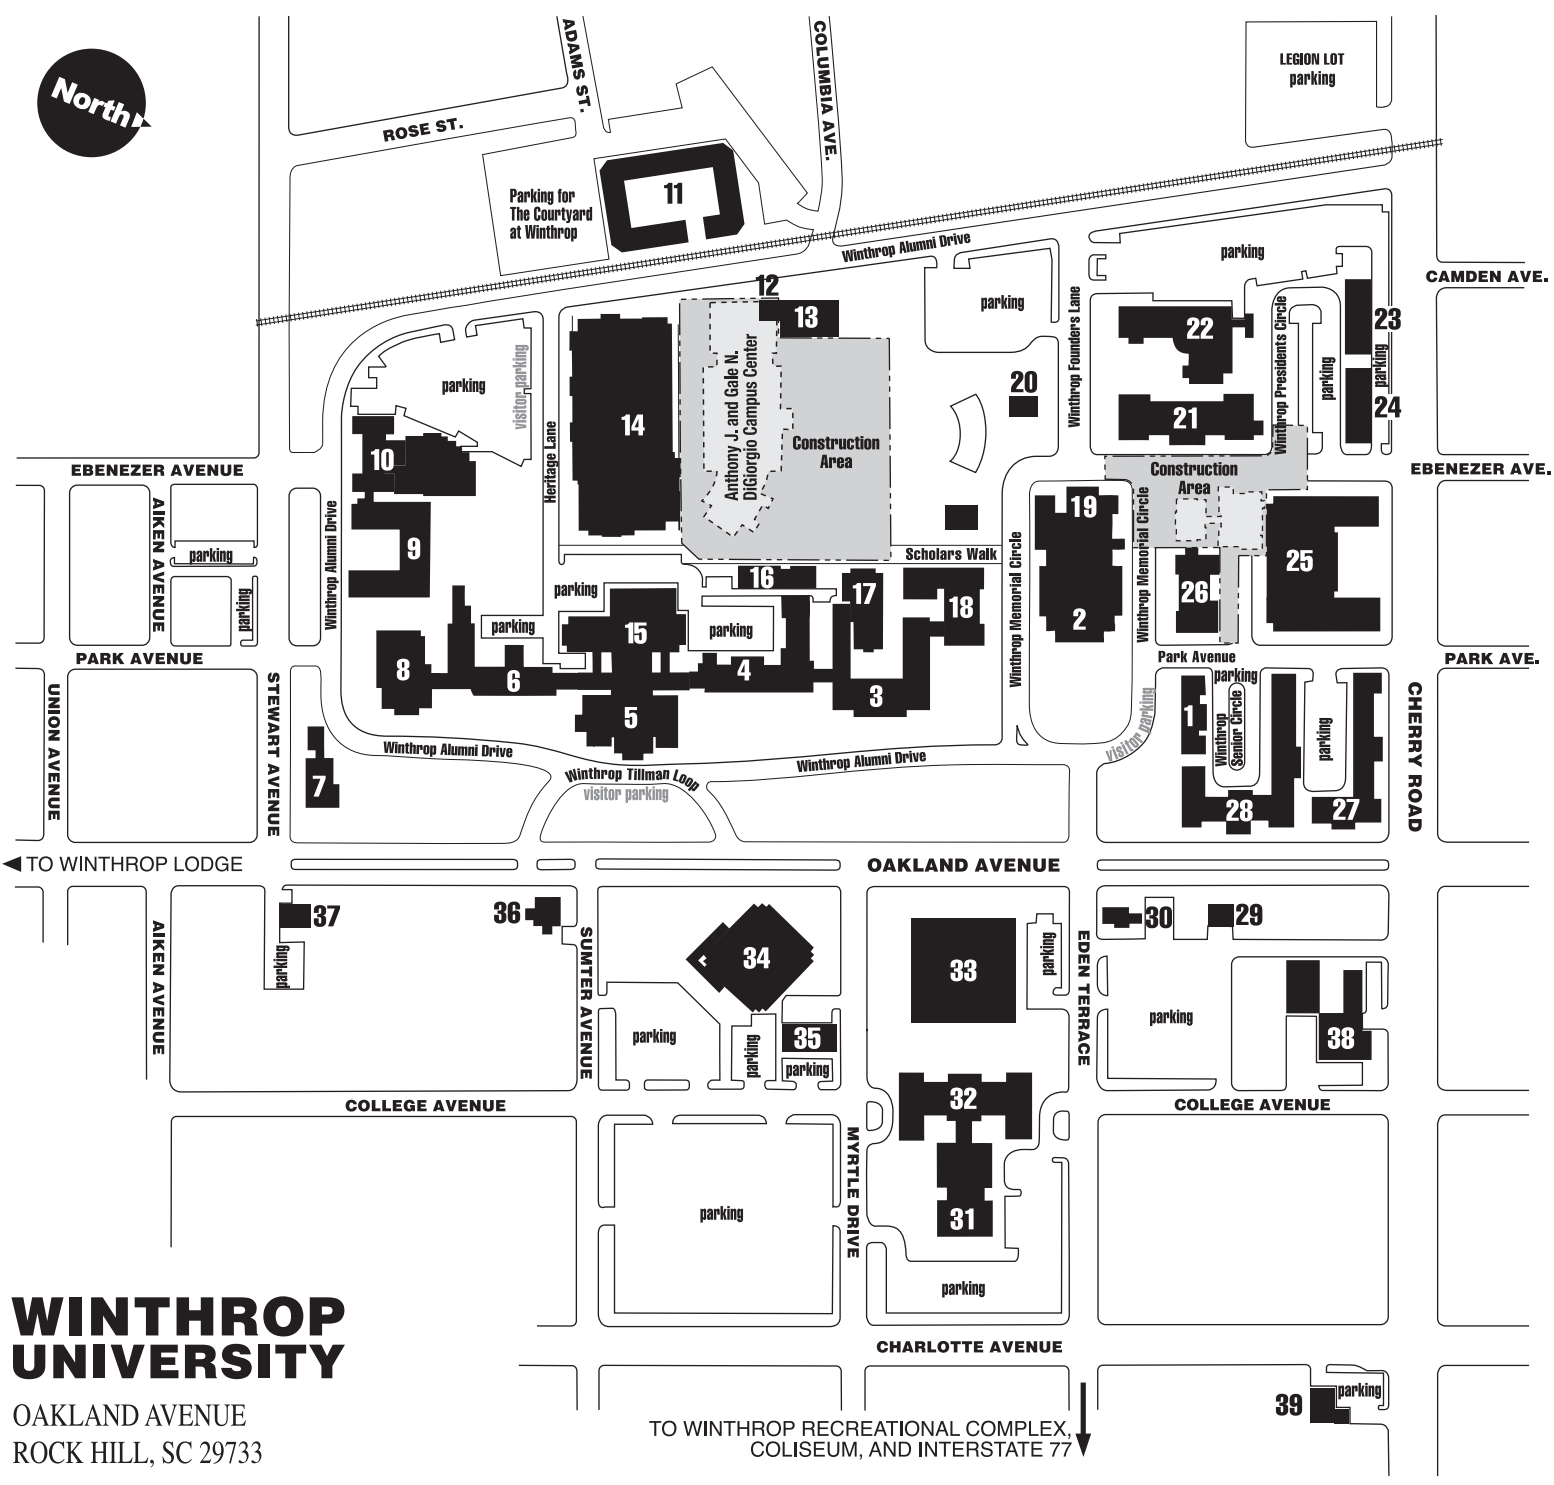 North
ADAMS ST.
COLUMBIA AVE.
LEGION LOT
parking
ROSE ST.
11
Parking for
The Courtyard
at Winthrop
Winthrop Alumni Drive
parking
CAMDEN AVE.
12
13
parking
Winthrop Founders Lane
22
Winthrop Presidents Circle
23
parking
parking
24
visitor parking
parking
14
Anthony J. and Gale N.
DiGiorgio Campus Center
Construction
Area
20
21
10
Heritage Lane
EBENEZER AVENUE
Construction
Area
EBENEZER AVE.
AIKEN AVENUE
parking
parking
Winthrop Alumni Drive
9
Scholars Walk
Winthrop Memorial Circle
19
2
Winthrop Memorial Circle
25
26
parking
16
17
18
parking
15
parking
PARK AVENUE
Park Avenue
PARK AVE.
8
6
4
3
5
UNION AVENUE
STEWART AVENUE
7
Winthrop Alumni Drive
Winthrop Tillman Loop
visitor parking
Winthrop Alumni Drive
visitor parking
1
parking
Winthrop
Senior Circle
parking
28
27
CHERRY ROAD
TO WINTHROP LODGE
OAKLAND AVENUE
37
36
30
29
AIKEN AVENUE
parking
SUMTER AVENUE
34
33
parking
EDEN TERRACE
parking
38
parking
parking
35
parking
COLLEGE AVENUE
32
COLLEGE AVENUE
MYRTLE DRIVE
parking
31
parking
WINTHROP
UNIVERSITY
OAKLAND AVENUE
ROCK HILL, SC 29733
CHARLOTTE AVENUE
39
parking
TO WINTHROP RECREATIONAL COMPLEX,
COLISEUM, AND INTERSTATE 77